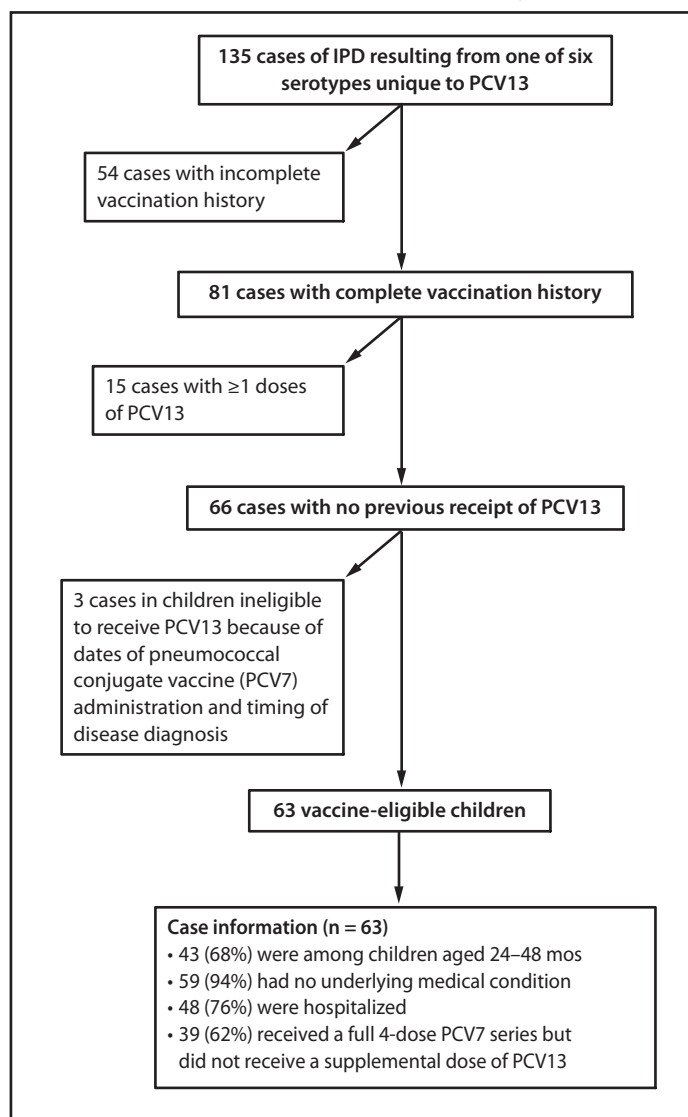 135 cases of IPD resulting from one of six
serotypes unique to PCV13
54 cases with incomplete
vaccination history
81 cases with complete vaccination history
15 cases with ≥1 doses
of PCV13
66 cases with no previous receipt of PCV13
3 cases in children ineligible
to receive PCV13 because of
dates of pneumococcal
conjugate vaccine (PCV7)
administration and timing of
disease diagnosis
63 vaccine-eligible children
Case information (n = 63)
• 43 (68%) were among children aged 24–48 mos
• 59 (94%) had no underlying medical condition
• 48 (76%) were hospitalized
• 39 (62%) received a full 4-dose PCV7 series but
did not receive a supplemental dose of PCV13